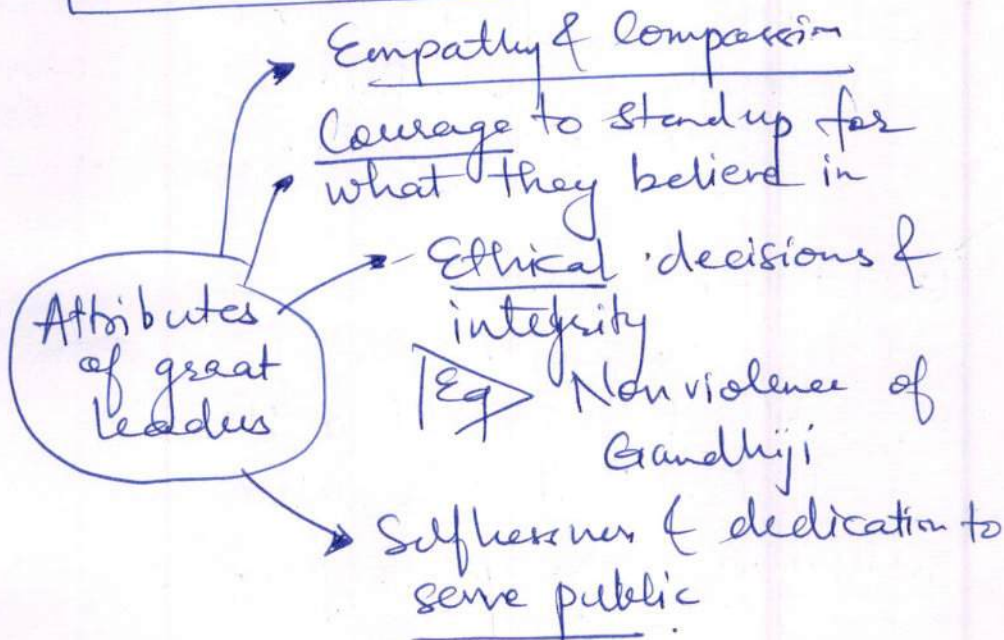 Empathy & Compassion
Courage to stand up for
what they believe in
Ethical decisions &
integrity
Eg Nonviolence of
Gandhiji
Attributes
of great
leaders
Selflessness & dedication to
serve public.